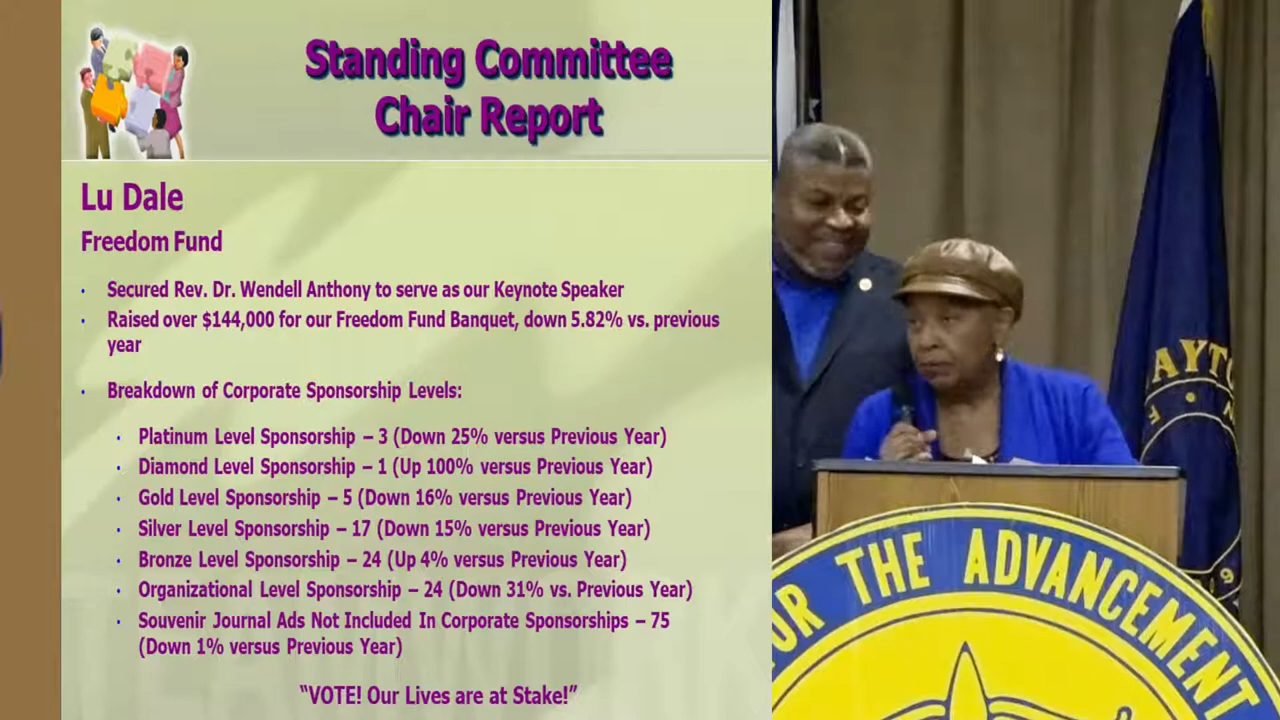 Standing Committee
Chair Report
Lu Dale
Freedom Fund
• Secured Rev. Dr. Wendell Anthony to serve as our Keynote Speaker
• Raised over $144,000 for our Freedom Fund Banquet, down 5.82% vs. previous
year
• Breakdown of Corporate Sponsorship Levels:
• Platinum Level Sponsorship – 3 (Down 25% versus Previous Year)
• Diamond Level Sponsorship – 1 (Up 100% versus Previous Year)
• Gold Level Sponsorship – 5 (Down 16% versus Previous Year)
• Silver Level Sponsorship – 17 (Down 15% versus Previous Year)
• Bronze Level Sponsorship – 24 (Up 4% versus Previous Year)
• Organizational Level Sponsorship – 24 (Down 31% vs. Previous Year)
• Souvenir Journal Ads Not Included In Corporate Sponsorships – 75
(Down 1% versus Previous Year)
“VOTE! Our Lives are at Stake!”
AYT
THE ADVANCEMENT